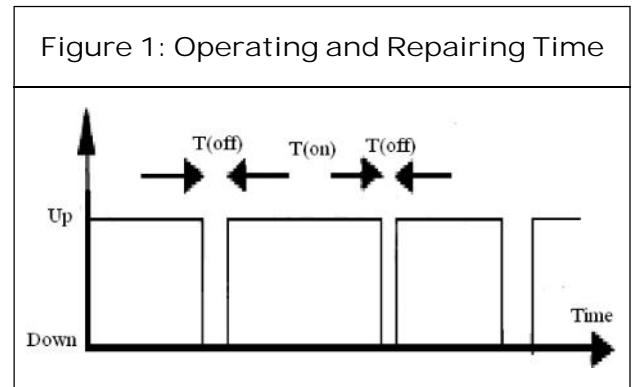 Figure 1: Operating and Repairing Time
T(off) T(on) T(off)
Up
Time
Down